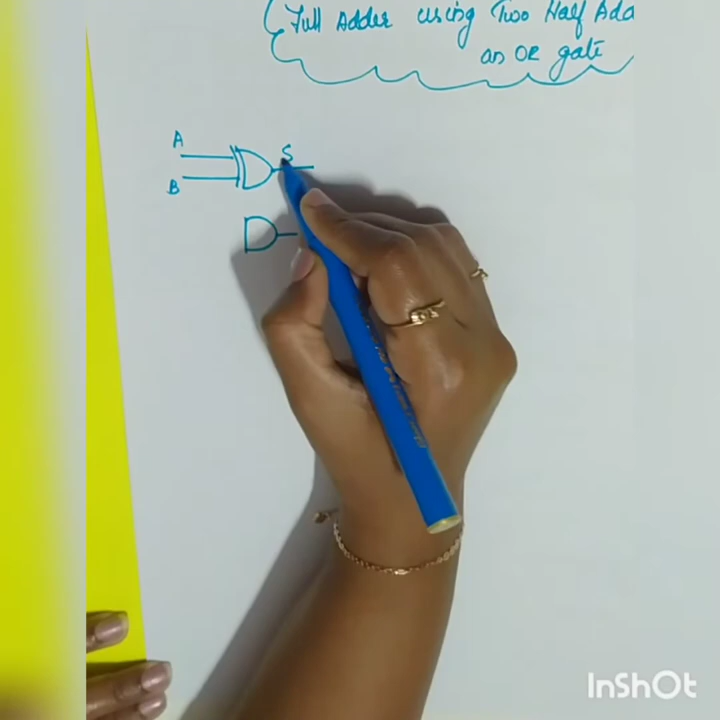 Full Adder using Two Half Ada
as OR gate
A
S
B
InShOt